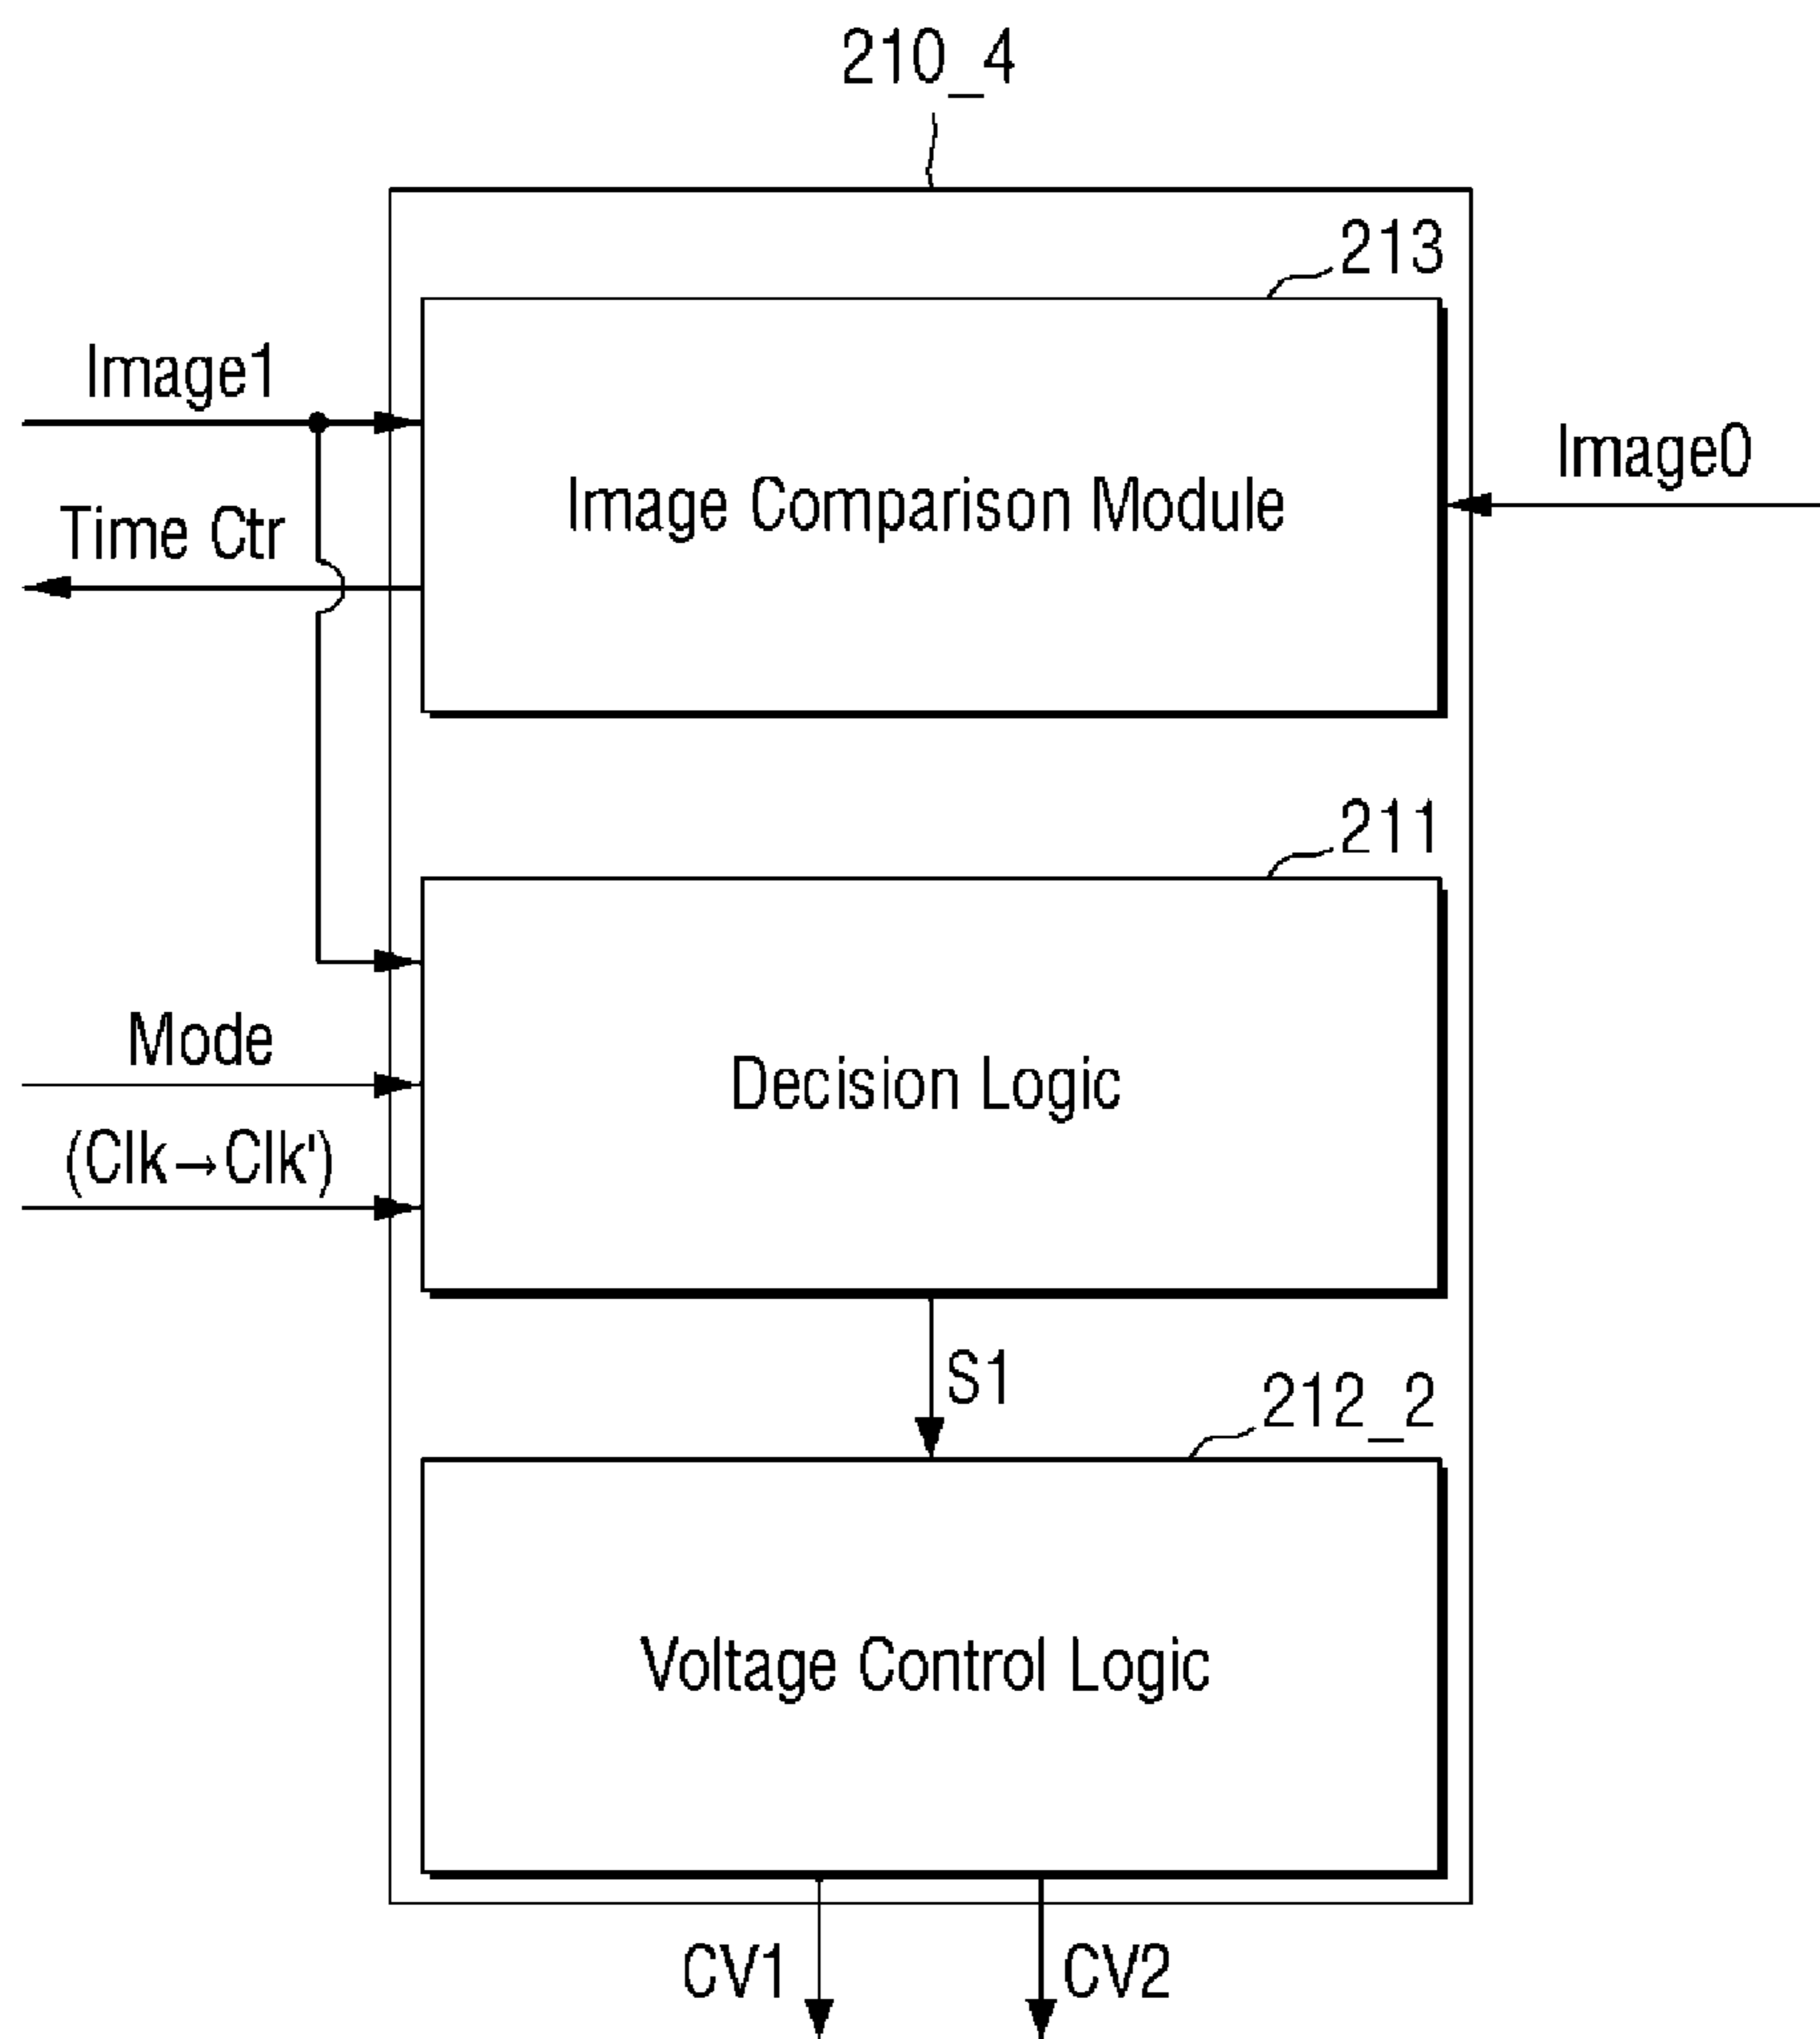 210_4
213
Image1
Image0
Image Comparison Module
Time Ctr
211
Mode
Decision Logic
(Clk→Clk')
S1
212_2
Voltage Control Logic
CV1
CV2